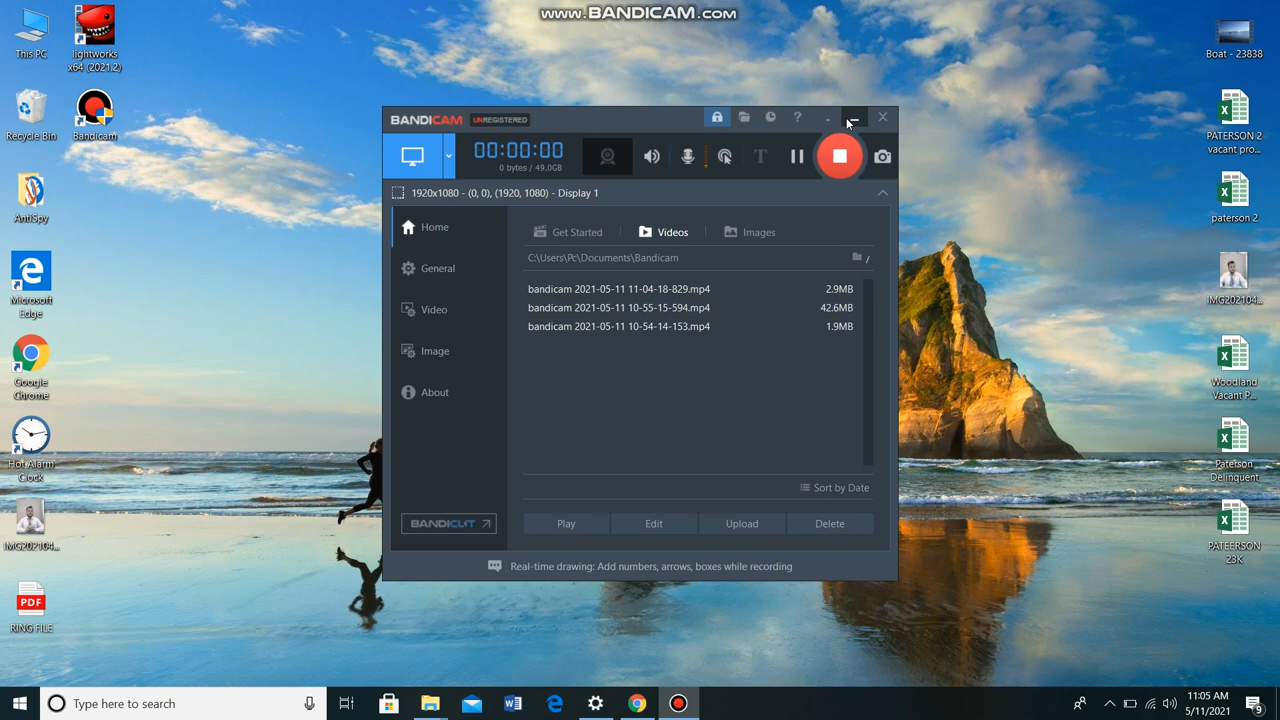 www.BANDICAM.com
This PC
lightworks
x64 (2021.2)
Recycle Bin
Bandicam
AntiSpy
Microsoft
Edge
Google
Chrome
Hot Alarm
Clock
IMG202104...
PDF
RING FILE
BANDICAM UNREGISTERED
?
00:00:00
0 bytes / 49.0GB
T
1920x1080 - (0, 0), (1920, 1080) - Display 1
Home
General
Video
Image
About
BANDICUT
Get Started
Videos
Images
C:\Users\Pc\Documents\Bandicam
/
bandicam 2021-05-11 11-04-18-829.mp4 2.9MB
bandicam 2021-05-11 10-55-15-594.mp4 42.6MB
bandicam 2021-05-11 10-54-14-153.mp4 1.9MB
Sort by Date
Play
Edit
Upload
Delete
Real-time drawing: Add numbers, arrows, boxes while recording
Boat - 23838
PATERSON 2
vacant pro...
paterson 2
IMG202104...
Woodland
Vacant P...
Paterson
Delinquent
PATEERSON
23K
Type here to search
11:05 AM
5/11/2021
9